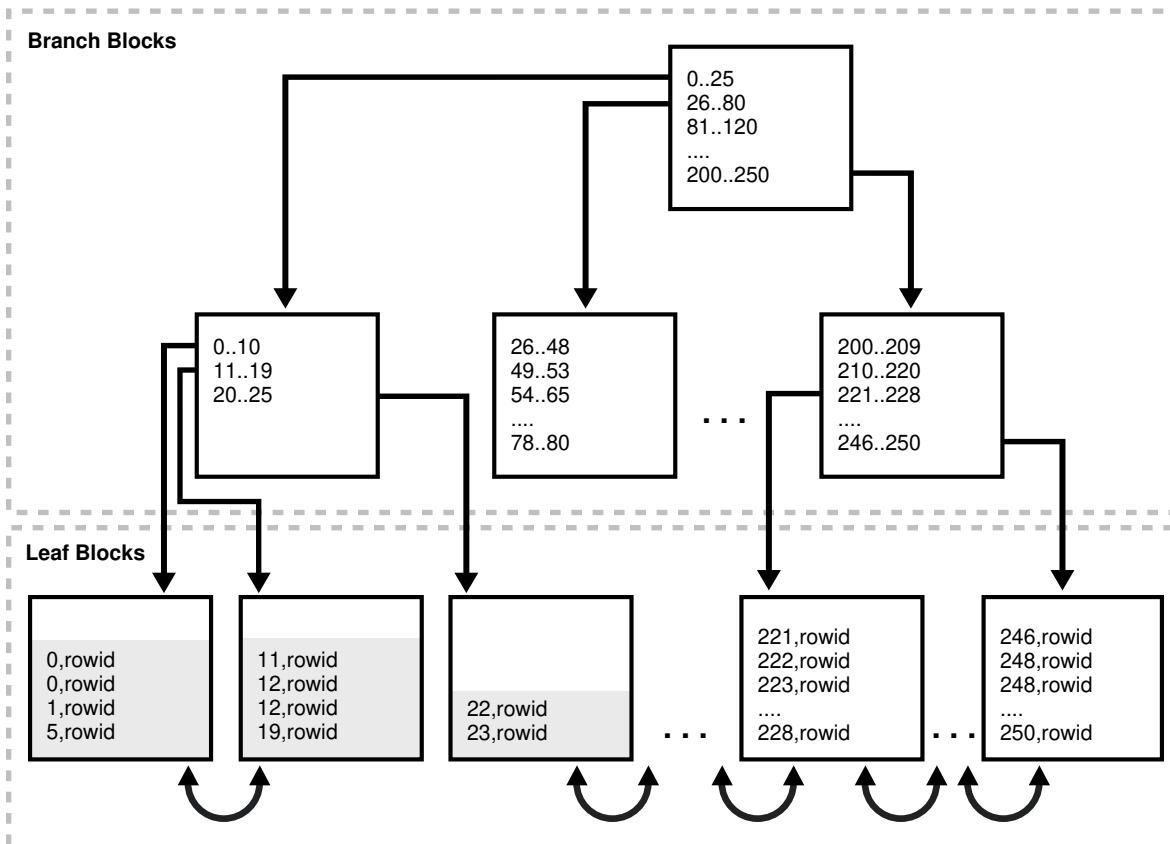 Branch Blocks
0..25
26..80
81..120
....
200..250
0..10
11..19
20..25
26..48
49..53
54..65
....
78..80
...
200..209
210..220
221..228
....
246..250
Leaf Blocks
0,rowid
0,rowid
1,rowid
5,rowid
11,rowid
12,rowid
12,rowid
19,rowid
22,rowid
23,rowid
...
221,rowid
222,rowid
223,rowid
....
228,rowid
...
246,rowid
248,rowid
248,rowid
....
250,rowid